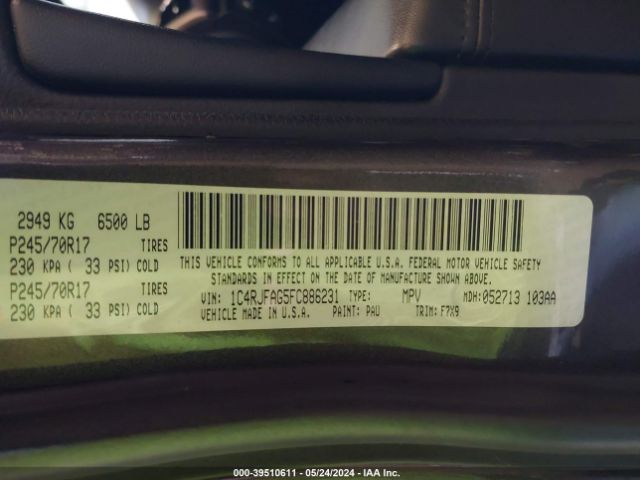 2949 KG 6500 LB
P245/70R17 TIRES
230 KPA ( 33 PSI) COLD
P245/70R17 TIRES
230 KPA ( 33 PSI) COLD
THIS VEHICLE CONFORMS TO ALL APPLICABLE U.S.A. FEDERAL MOTOR VEHICLE SAFETY
STANDARDS IN EFFECT ON THE DATE OF MANUFACTURE SHOWN ABOVE.
VIN: 1C4RJFAG5FC886231 TYPE: MPV MDH: 052713 103AA
VEHICLE MADE IN U.S.A. PAINT: PAU TRIM: F7X9
000-39510611 - 05/24/2024 - IAA Inc.